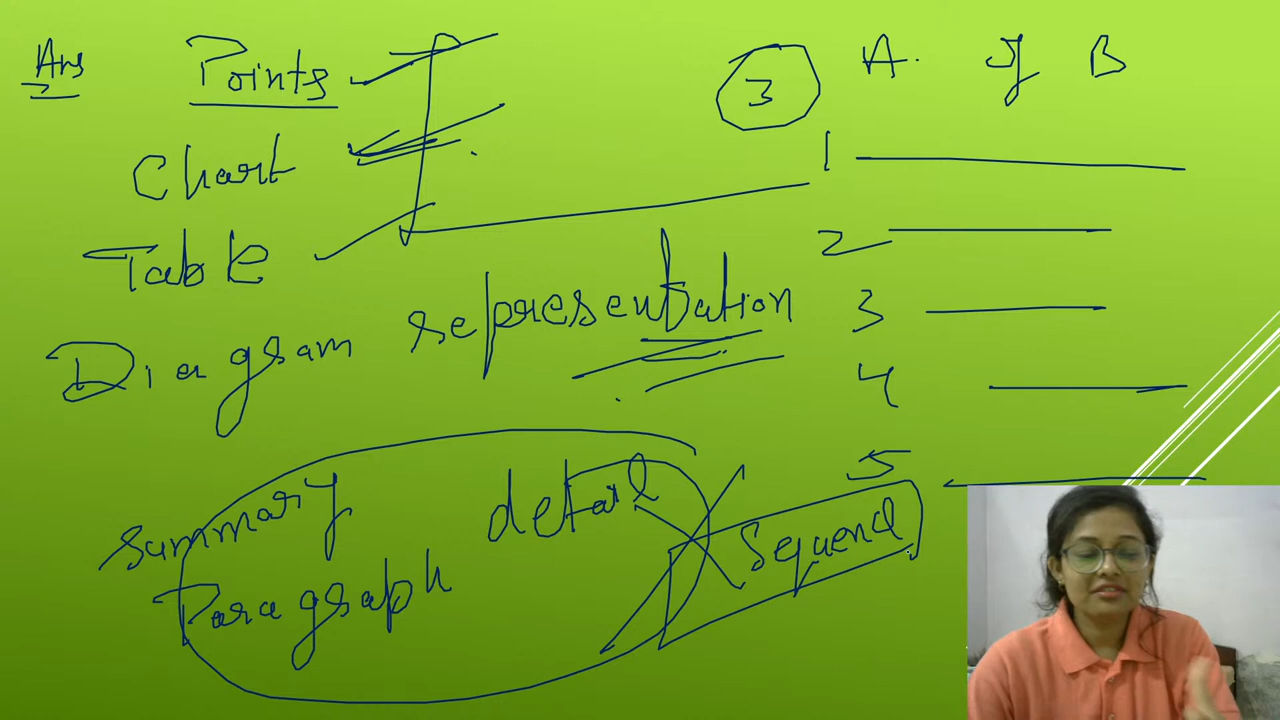 Ans
Points
Chart
Table
Diagram representation
summary detail
Paragraph
Sequence
3
A. of B
1
2
3
4
5